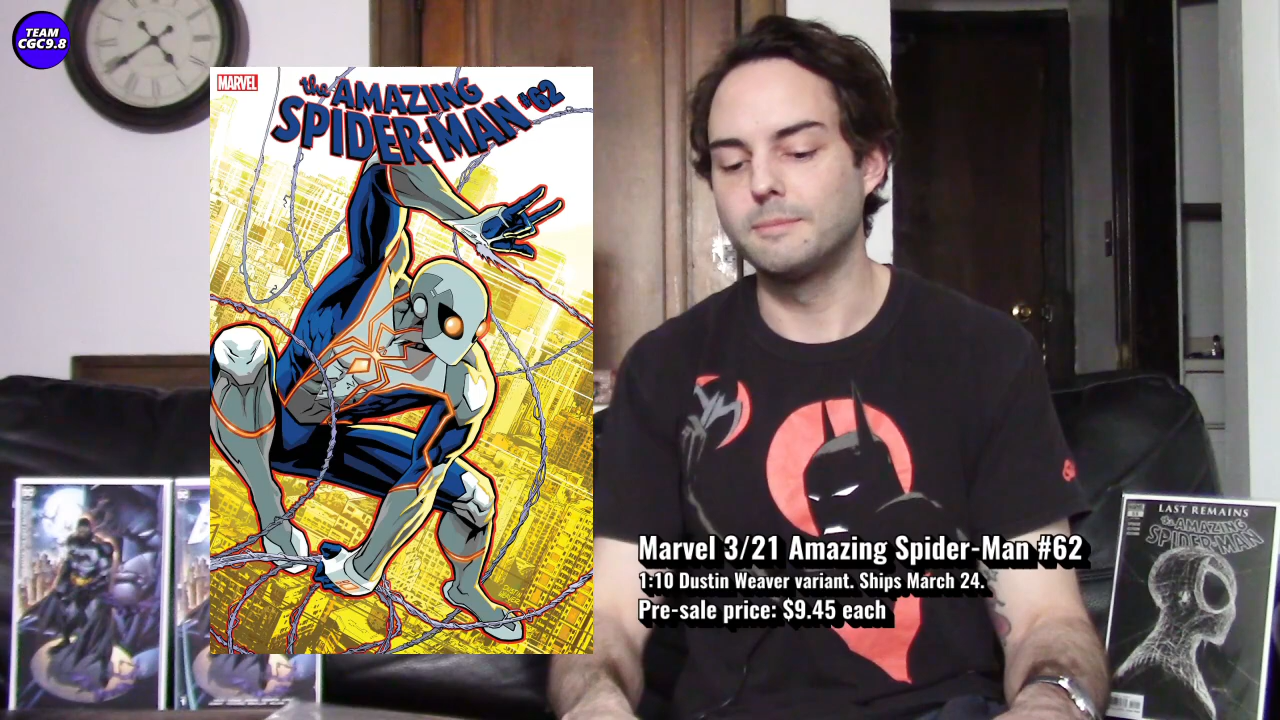 TEAM
CGC9.8
MARVEL
the AMAZING
SPIDER-MAN #62
Marvel 3/21 Amazing Spider-Man #62
1:10 Dustin Weaver variant. Ships March 24.
Pre-sale price: $9.45 each
LAST REMAINS
the AMAZING
SPIDER-MAN